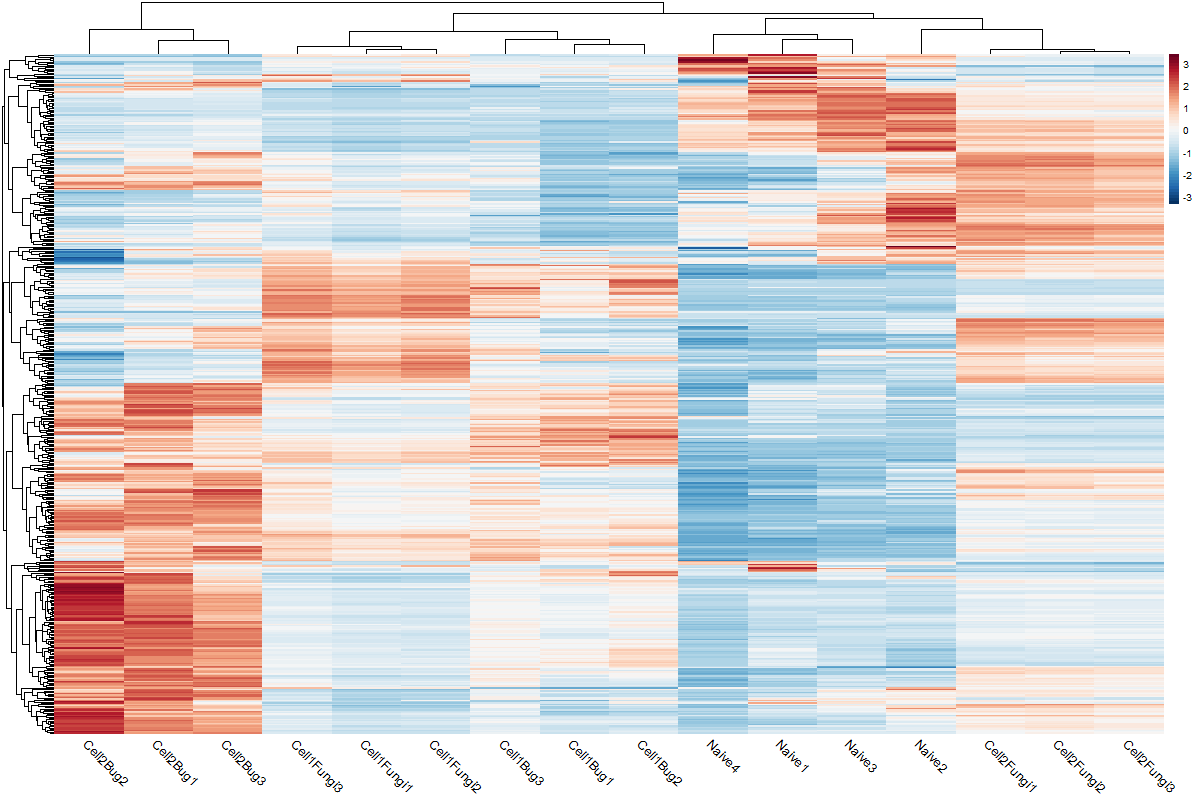 3
2
1
0
-1
-2
-3
Cell2Bug2
Cell2Bug1
Cell2Bug3
Cell1Fungi3
Cell1Fungi1
Cell1Fungi2
Cell1Bug3
Cell1Bug1
Cell1Bug2
Naive4
Naive1
Naive3
Naive2
Cell2Fungi1
Cell2Fungi2
Cell2Fungi3